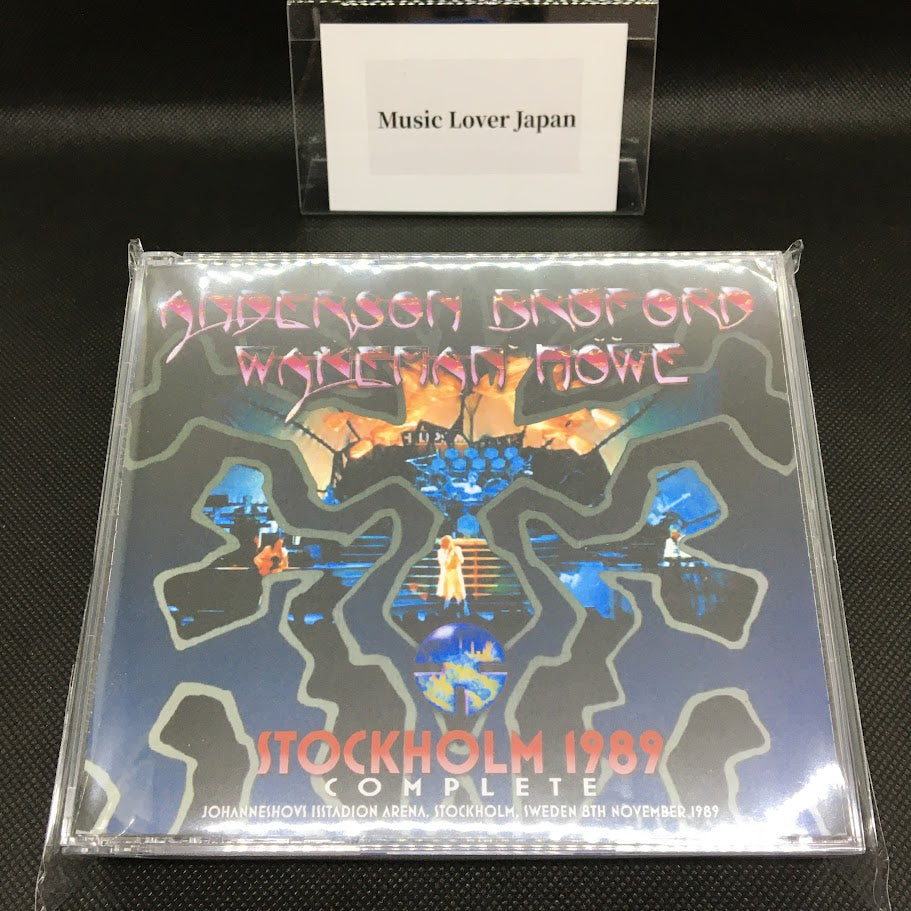 Music Lover Japan
ANDERSON BRUFORD
WAKEMAN HOWE
STOCKHOLM 1989
COMPLETE
JOHANNESHOVS ISSTADION ARENA, STOCKHOLM, SWEDEN 8TH NOVEMBER 1989